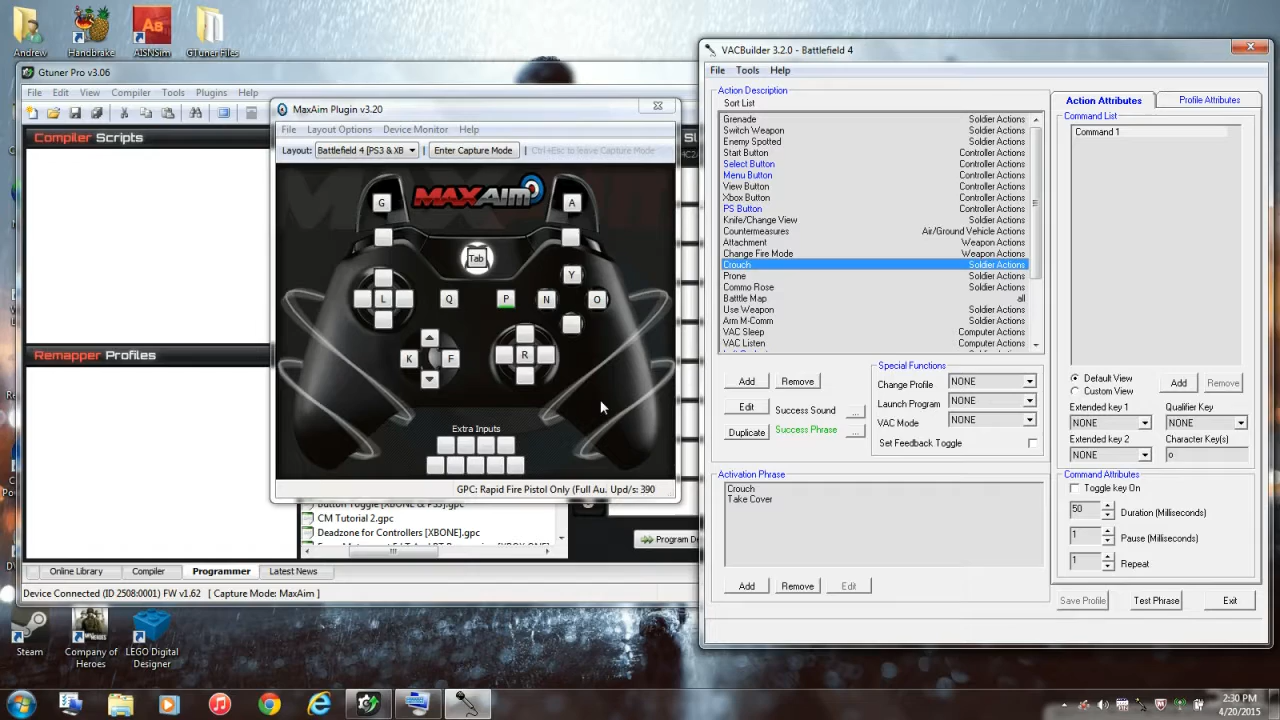 Andrew
Handbrake
AISNSim
GTuner Files
Gtuner Pro v3.06
File Edit View Compiler Tools Plugins Help
Compiler Scripts
Remapper Profiles
MaxAim Plugin v3.20
File Layout Options Device Monitor Help
Layout: Battlefield 4 [PS3 & XB Enter Capture Mode Ctrl+Esc to leave Capture Mode
MAXAIM
G A
Tab
Y
L Q P N O
K F R
Extra Inputs
GPC: Rapid Fire Pistol Only (Full Au. Upd/s: 390
Button Toggle [XBONE & PS3].gpc
CM Tutorial 2.gpc
Deadzone for Controllers [XBONE].gpc
Program De
Online Library Compiler Programmer Latest News
Device Connected (ID 2508:0001) FW v1.62 [ Capture Mode: MaxAim ]
VACBuilder 3.2.0 - Battlefield 4
File Tools Help
Action Description
Sort List
Grenade Soldier Actions
Switch Weapon Soldier Actions
Enemy Spotted Soldier Actions
Start Button Controller Actions
Select Button Controller Actions
Menu Button Controller Actions
View Button Controller Actions
Xbox Button Controller Actions
PS Button Controller Actions
Knife/Change View Soldier Actions
Countermeasures Air/Ground Vehicle Actions
Attachment Weapon Actions
Change Fire Mode Weapon Actions
Crouch Soldier Actions
Prone Soldier Actions
Commo Rose Soldier Actions
Battle Map all
Use Weapon Soldier Actions
Arm M-Comm Soldier Actions
VAC Sleep Computer Actions
VAC Listen Computer Actions
Add Remove
Edit Success Sound ...
Duplicate Success Phrase ...
Special Functions
Change Profile NONE
Launch Program NONE
VAC Mode NONE
Set Feedback Toggle
Activation Phrase
Crouch
Take Cover
Add Remove Edit
Action Attributes Profile Attributes
Command List
Command 1
Default View
Custom View
Add Remove
Extended key 1 Qualifier Key
NONE NONE
Extended key 2 Character Key(s)
NONE o
Command Attributes
Toggle key On
50 Duration (Milliseconds)
1 Pause (Milliseconds)
1 Repeat
Save Profile Test Phrase Exit
Steam
Company of Heroes
LEGO Digital Designer
2:30 PM
4/20/2015